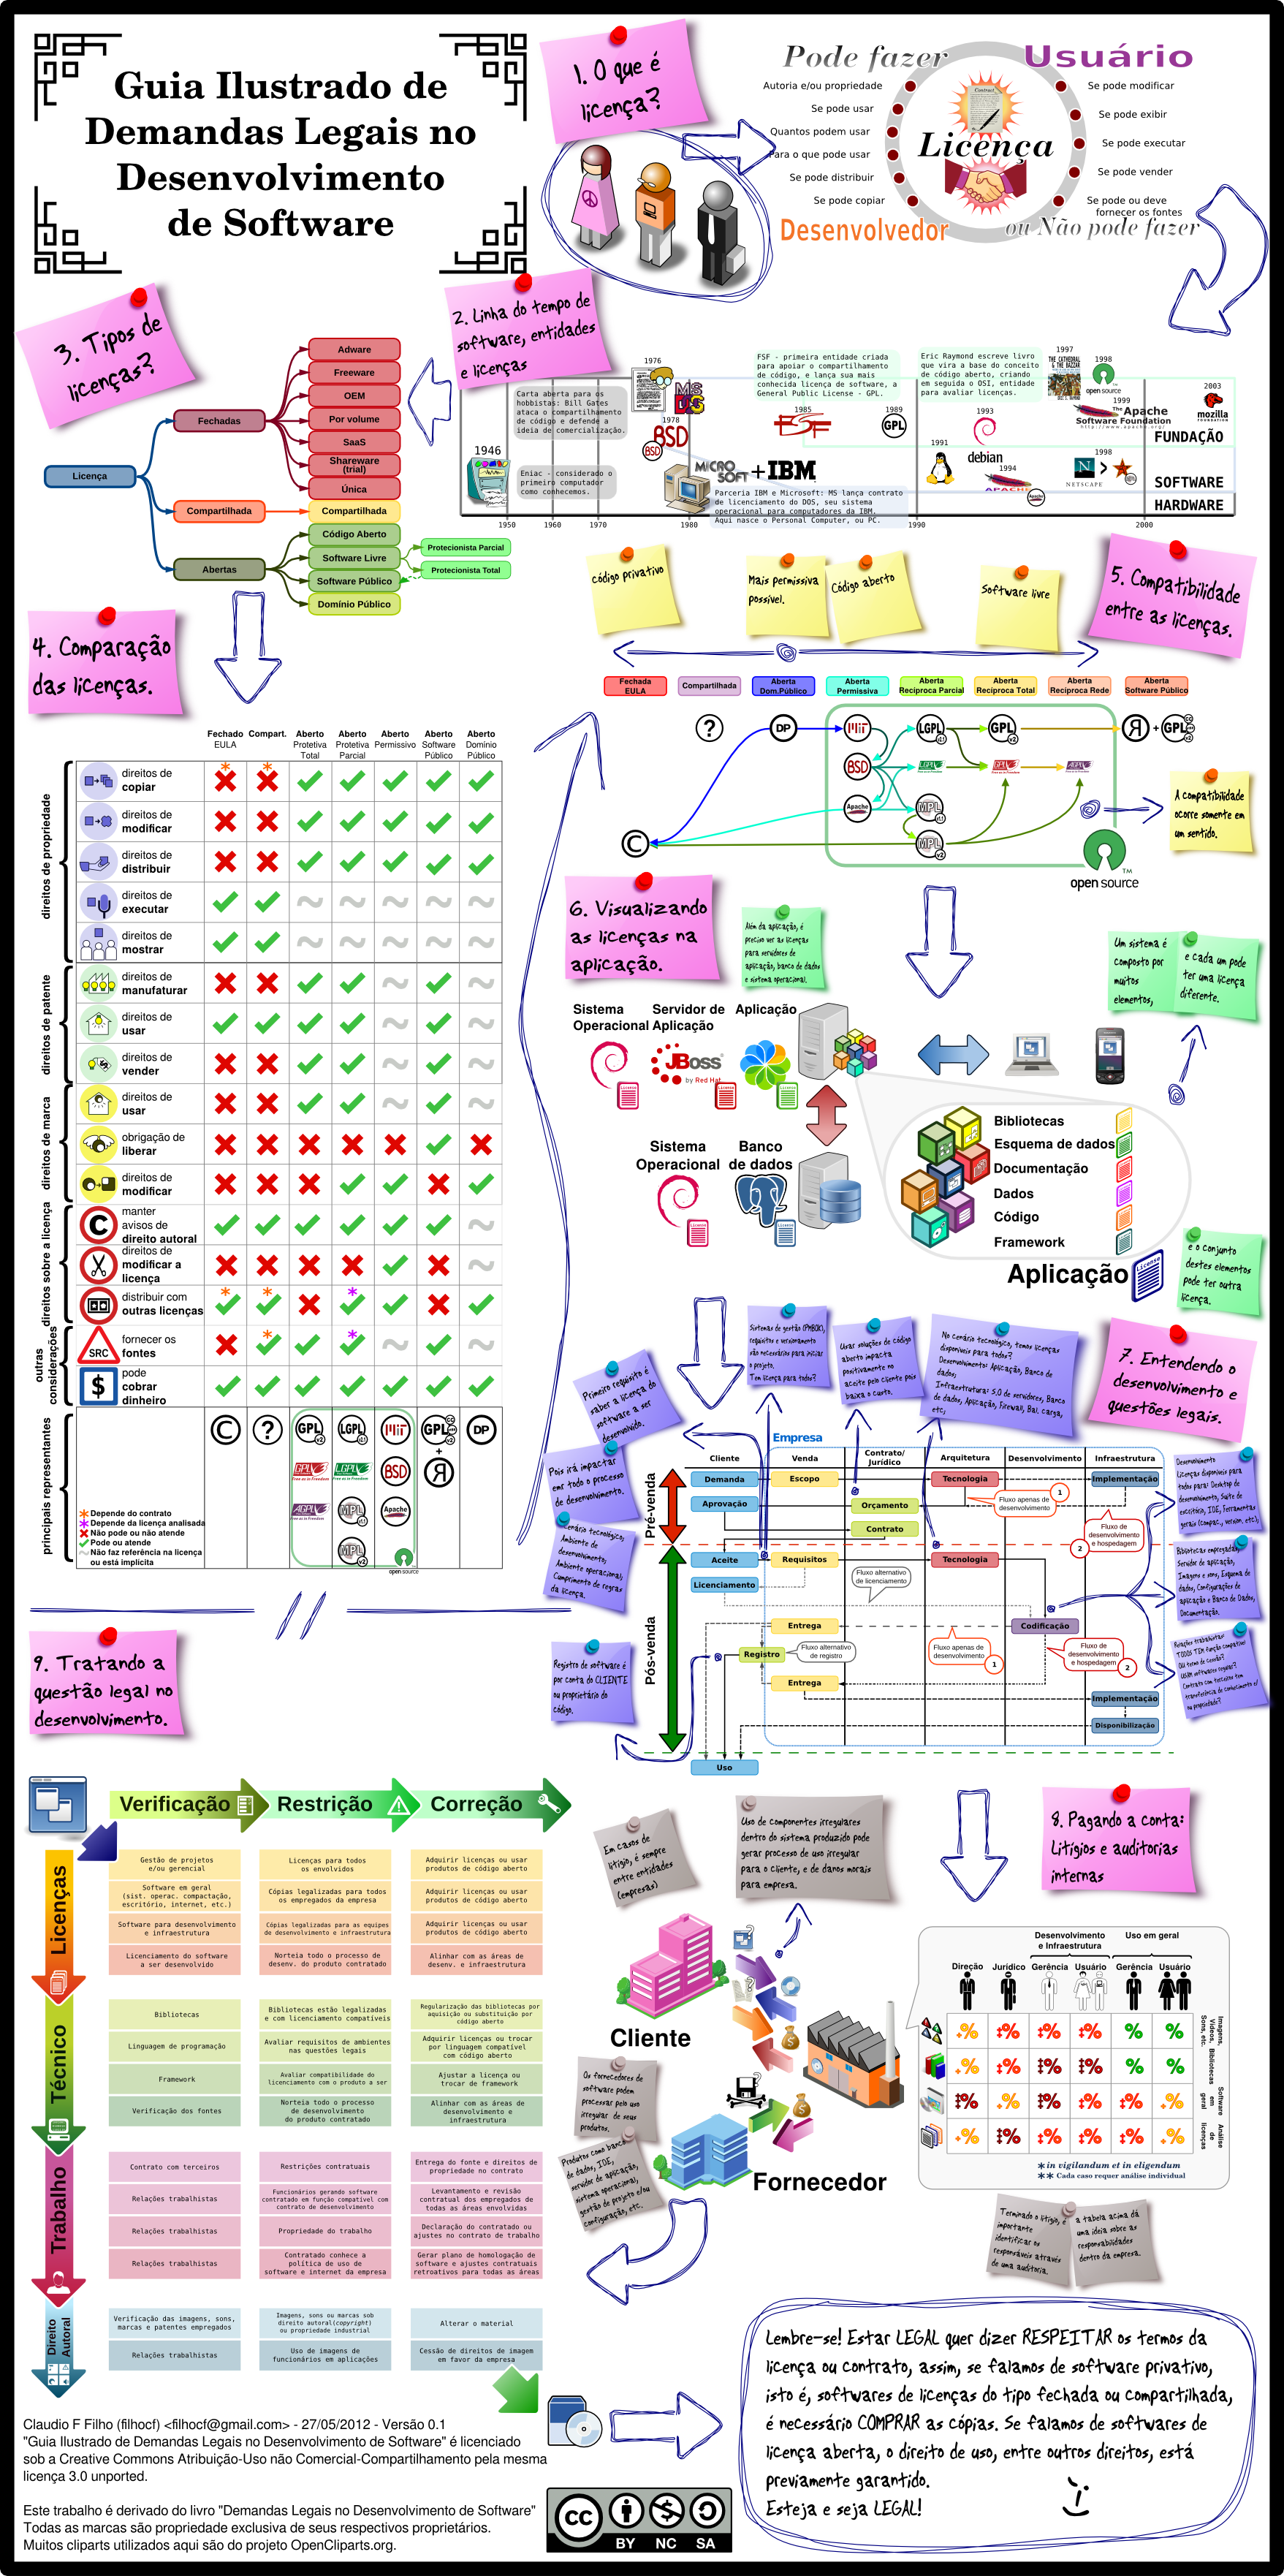 Guia Ilustrado de
Demandas Legais no
Desenvolvimento
de Software
1. O que é
licença?
Pode fazer
Usuário
Autoria e/ou propriedade
Se pode usar
Quantos podem usar
Para o que pode usar
Se pode distribuir
Se pode copiar
Desenvolvedor
Contract
Licença
Se pode modificar
Se pode exibir
Se pode executar
Se pode vender
Se pode ou deve
fornecer os fontes
ou Não pode fazer
2. Linha do tempo de
software, entidades
e licenças
1946
Carta aberta para os
hobbistas: Bill Gates
ataca o compartilhamento
de código e defende a
ideia de comercialização.
Eniac - considerado o
primeiro computador
como conhecemos.
1976
MS
DOS
1978
BSD
BSD
MICROSOFT + IBM
Parceria IBM e Microsoft: MS lança contrato
de licenciamento do DOS, seu sistema
operacional para computadores da IBM.
Aqui nasce o Personal Computer, ou PC.
FSF - primeira entidade criada
para apoiar o compartilhamento
de código, e lança sua mais
conhecida licença de software, a
General Public License - GPL.
1985
1989
GPL
Eric Raymond escreve livro
que vira a base do conceito
de código aberto, criando
em seguida o OSI, entidade
para avaliar licenças.
1991
1993
debian
1994
APACHE
1997
THE CATHEDRAL
& THE BAZAAR
1998
open source
1999
The Apache
Software Foundation
http://www.apache.org/
1998
NETSCAPE
2003
mozilla
FOUNDATION
FUNDAÇÃO
SOFTWARE
HARDWARE
1950
1960
1970
1980
1990
2000
3. Tipos de
licenças?
Licença
Fechadas
Compartilhada
Abertas
Adware
Freeware
OEM
Por volume
SaaS
Shareware
(trial)
Única
Compartilhada
Código Aberto
Software Livre
Software Público
Domínio Público
Protecionista Parcial
Protecionista Total
4. Comparação
das licenças.
Fechado
EULA
Compart.
Aberto
Protetiva
Total
Aberto
Protetiva
Parcial
Aberto
Permissivo
Aberto
Software
Público
Aberto
Domínio
Público
direitos de propriedade
direitos de
copiar
direitos de
modificar
direitos de
distribuir
direitos de
executar
direitos de
mostrar
direitos de patente
direitos de
manufaturar
direitos de
usar
direitos de
vender
direitos de marca
direitos de
usar
obrigação de
liberar
direitos de
modificar
direitos sobre a licença
manter
avisos de
direito autoral
direitos de
modificar a
licença
distribuir com
outras licenças
outras
considerações
SRC
fornecer os
fontes
$
pode
cobrar
dinheiro
principais representantes
* Depende do contrato
* Depende da licença analisada
Não pode ou não atende
Pode ou atende
Não faz referência na licença
ou está implícita
5. Compatibilidade
entre as licenças.
código privativo
Mais permissiva
possível.
Código aberto
Software livre
Fechada
EULA
Compartilhada
Aberta
Dom.Público
Aberta
Permissiva
Aberta
Recíproca Parcial
Aberta
Recíproca Total
Aberta
Recíproca Rede
Aberta
Software Público
open source
A compatibilidade
ocorre somente em
um sentido.
6. Visualizando
as licenças na
aplicação.
Além da aplicação, é
preciso ver as licenças
para servidores de
aplicação, banco de dados
e sistema operacional.
Sistema
Operacional
Servidor de
Aplicação
Aplicação
JBoss
by Red Hat
Sistema
Operacional
Banco
de dados
Um sistema é
composto por
muitos
elementos,
e cada um pode
ter uma licença
diferente.
Bibliotecas
Esquema de dados
Documentação
Dados
Código
Framework
Aplicação
License
e o conjunto
destes elementos
pode ter outra
licença.
7. Entendendo o
desenvolvimento e
questões legais.
Primeiro requisito é
saber a licença do
software a ser
desenvolvido.
Pois irá impactar
em todo o processo
de desenvolvimento.
Cenário tecnológico,
Ambiente de
desenvolvimento,
Ambiente operacional,
Cumprimento de regras
da licença.
Sistemas de gestão (PMBOK),
requisitos e versionamento
são necessários para iniciar
o projeto.
Tem licença para todos?
Usar soluções de código
aberto impacta
positivamente no
aceite pelo cliente pois
baixa o custo.
No Cenário tecnológico, temos licenças
disponíveis para todos?
Desenvolvimento: Aplicação, Banco de
dados;
Infraestrutura: S.O de servidores, Banco
de dados, Aplicação, Firewall, Bal. carga,
etc;
Desenvolvimento
Licenças disponíveis para
todos para: Desktop de
desenvolvimento, Suíte de
escritório, IDE, Ferramentas
gerais (compac., version. etc);
Bibliotecas empregadas,
Servidor de aplicação,
Imagens e sons, Esquema de
dados, Configurações de
aplicação e Banco de Dados,
Documentação.
Registro de software é
por conta do CLIENTE
ou proprietário do
código.
Empresa
Cliente
Venda
Contrato/
Jurídico
Arquitetura
Desenvolvimento
Infraestrutura
Pré-venda
Pós-venda
Demanda
Escopo
Tecnologia
Implementação
Aprovação
Orçamento
Fluxo apenas de
desenvolvimento
1
Contrato
Fluxo de
desenvolvimento
e hospedagem
2
Aceite
Requisitos
Tecnologia
Fluxo alternativo
de licenciamento
Licenciamento
Entrega
Codificação
Registro
Fluxo alternativo
de registro
Fluxo apenas de
desenvolvimento
1
Fluxo de
desenvolvimento
e hospedagem
2
Entrega
Implementação
Disponibilização
Uso
8. Pagando a conta:
Litígios e auditorias
internas
Em casos de
litígio, é sempre
entre entidades
(empresas)
Uso de componentes irregulares
dentro do sistema produzido pode
gerar processo de uso irregular
para o cliente, e de danos morais
para empresa.
Cliente
Os fornecedores de
software podem
processar pelo uso
irregular de seus
produtos.
Produtos como banco
de dados, IDE,
servidor de aplicação,
sistema operacional,
gestão de projeto e/ou
configuração, etc.
Fornecedor
Desenvolvimento
e Infraestrutura
Uso em geral
Direção
Jurídico
Gerência
Usuário
Gerência
Usuário
Imagens,
Vídeos,
Sons, etc.
Bibliotecas
Software
em
geral
Análise
de
licenças
* in vigilandum et in eligendum
** Cada caso requer análise individual
Terminado o litígio, é
importante
identificar os
responsáveis através
de uma auditoria.
a tabela acima dá
uma ideia sobre as
responsabilidades
dentro da empresa.
9. Tratando a
questão legal no
desenvolvimento.
Verificação
Restrição
Correção
Licenças
Gestão de projetos
e/ou gerencial
Licenças para todos
os envolvidos
Adquirir licenças ou usar
produtos de código aberto
Software em geral
(sist. operac. compactação,
escritório, internet, etc.)
Cópias legalizadas para todos
os empregados da empresa
Adquirir licenças ou usar
produtos de código aberto
Software para desenvolvimento
e infraestrutura
Cópias legalizadas para as equipes
de desenvolvimento e infraestrutura
Adquirir licenças ou usar
produtos de código aberto
Licenciamento do software
a ser desenvolvido
Norteia todo o processo de
desenv. do produto contratado
Alinhar com as áreas de
desenv. e infraestrutura
Técnico
Bibliotecas
Bibliotecas estão legalizadas
e com licenciamento compatíveis
Regularização das bibliotecas por
aquisição ou substituição por
código aberto
Linguagem de programação
Avaliar requisitos de ambientes
nas questões legais
Adquirir licenças ou trocar
por linguagem compatível
com código aberto
Framework
Avaliar compatibilidade do
licenciamento com o produto a ser
Ajustar a licença ou
trocar de framework
Verificação dos fontes
Norteia todo o processo
de desenvolvimento
do produto contratado
Alinhar com as áreas de
desenvolvimento e
infraestrutura
Trabalho
Contrato com terceiros
Restrições contratuais
Entrega do fonte e direitos de
propriedade no contrato
Relações trabalhistas
Funcionários gerando software
contratado em função compatível com
contrato de desenvolvimento
Levantamento e revisão
contratual dos empregados de
todas as áreas envolvidas
Relações trabalhistas
Propriedade do trabalho
Declaração do contratado ou
ajustes no contrato de trabalho
Relações trabalhistas
Contratado conhece a
política de uso de
software e internet da empresa
Gerar plano de homologação de
software e ajustes contratuais
retroativos para todas as áreas
Direito
Autoral
Verificação das imagens, sons,
marcas e patentes empregados
Imagens, sons ou marcas sob
direito autoral(copyright)
ou propriedade industrial
Alterar o material
Relações trabalhistas
Uso de imagens de
funcionários em aplicações
Cessão de direitos de imagem
em favor da empresa
Lembre-se! Estar LEGAL quer dizer RESPEITAR os termos da
licença ou contrato, assim, se falamos de software privativo,
isto é, softwares de licenças do tipo fechada ou compartilhada,
é necessário COMPRAR as cópias. Se falamos de softwares de
licença aberta, o direito de uso, entre outros direitos, está
previamente garantido.
Esteja e seja LEGAL!
Claudio F Filho (filhocf) <filhocf@gmail.com> - 27/05/2012 - Versão 0.1
"Guia Ilustrado de Demandas Legais no Desenvolvimento de Software" é licenciado
sob a Creative Commons Atribuição-Uso não Comercial-Compartilhamento pela mesma
licença 3.0 unported.
Este trabalho é derivado do livro "Demandas Legais no Desenvolvimento de Software"
Todas as marcas são propriedade exclusiva de seus respectivos proprietários.
Muitos cliparts utilizados aqui são do projeto OpenCliparts.org.
cc
BY NC SA